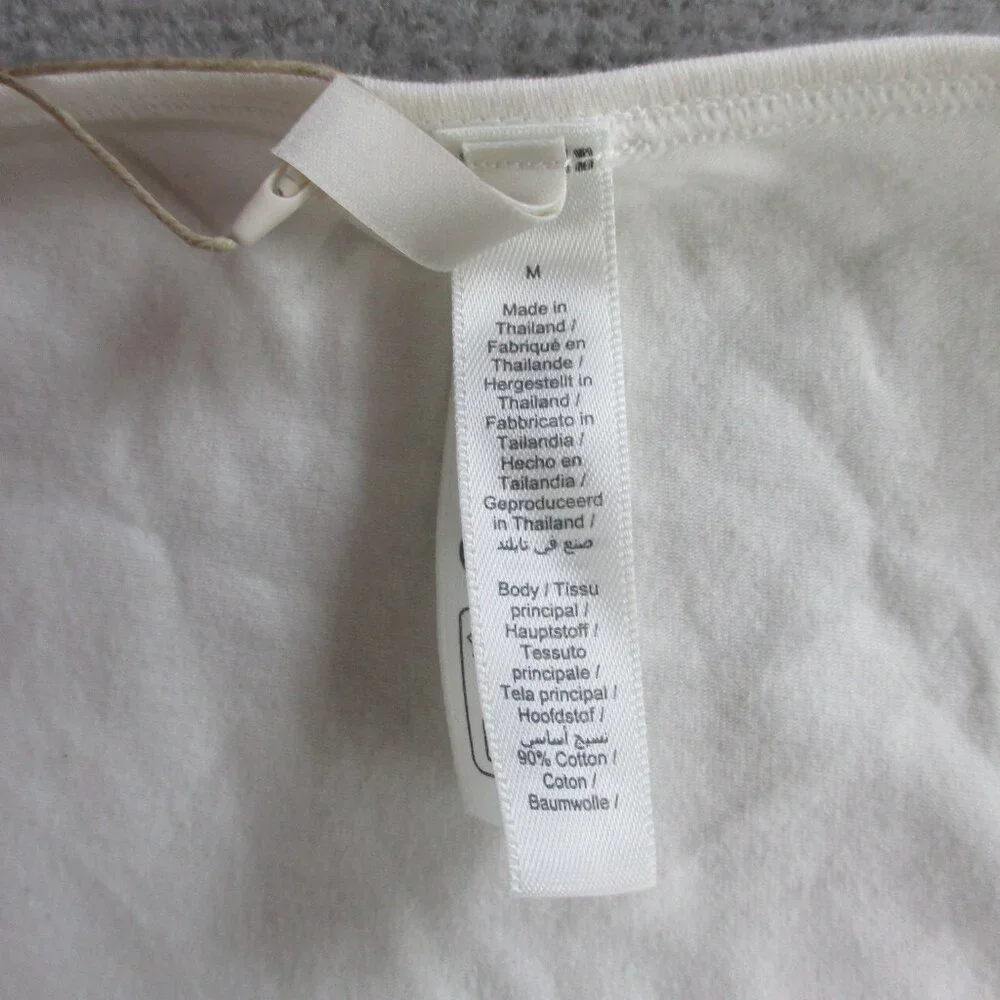 M
Made in
Thailand /
Fabriqué en
Thaïlande /
Hergestellt in
Thailand /
Fabbricato in
Tailandia /
Hecho en
Tailandia /
Geproduceerd
in Thailand /
صنع في تايلند
Body / Tissu
principal /
Hauptstoff /
Tessuto
principale /
Tela principal /
Hoofdstof /
نسيج أساسي
90% Cotton /
Coton /
Baumwolle /